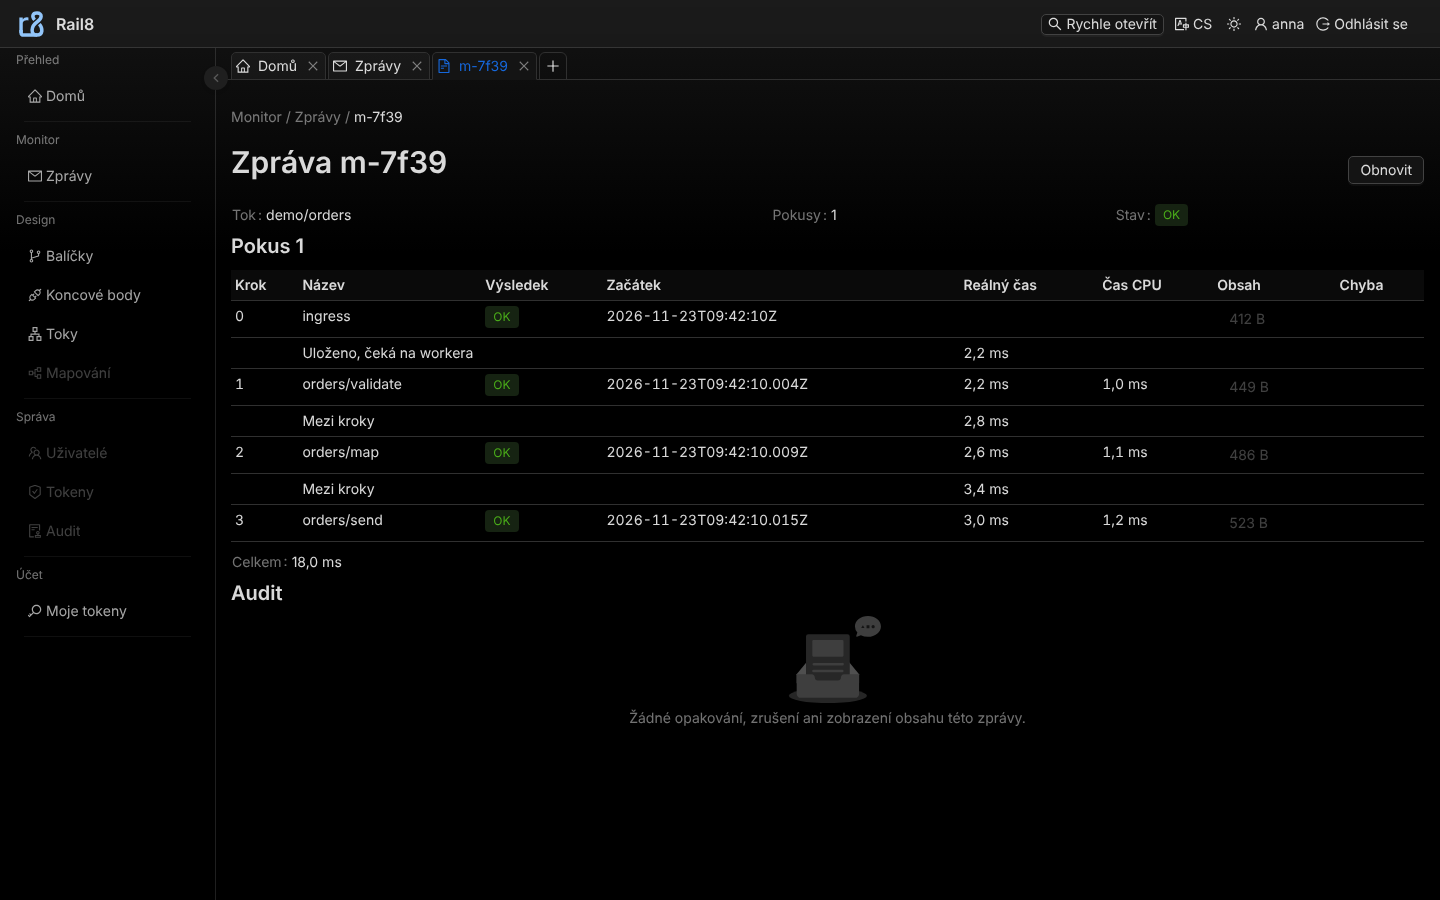 Rail8
Rychle otevřít
CS
anna
Odhlásit se
Přehled
Domů
Monitor
Zprávy
Design
Balíčky
Koncové body
Toky
Mapování
Správa
Uživatelé
Tokeny
Audit
Účet
Moje tokeny
Domů
Zprávy
m-7f39
Monitor / Zprávy / m-7f39
Zpráva m-7f39
Obnovit
Tok: demo/orders
Pokusy: 1
Stav: OK
Pokus 1
Krok Název Výsledek Začátek Reálný čas Čas CPU Obsah Chyba
0 ingress OK 2026-11-23T09:42:10Z 412 B
Uloženo, čeká na workera 2,2 ms
1 orders/validate OK 2026-11-23T09:42:10.004Z 2,2 ms 1,0 ms 449 B
Mezi kroky 2,8 ms
2 orders/map OK 2026-11-23T09:42:10.009Z 2,6 ms 1,1 ms 486 B
Mezi kroky 3,4 ms
3 orders/send OK 2026-11-23T09:42:10.015Z 3,0 ms 1,2 ms 523 B
Celkem: 18,0 ms
Audit
Žádné opakování, zrušení ani zobrazení obsahu této zprávy.